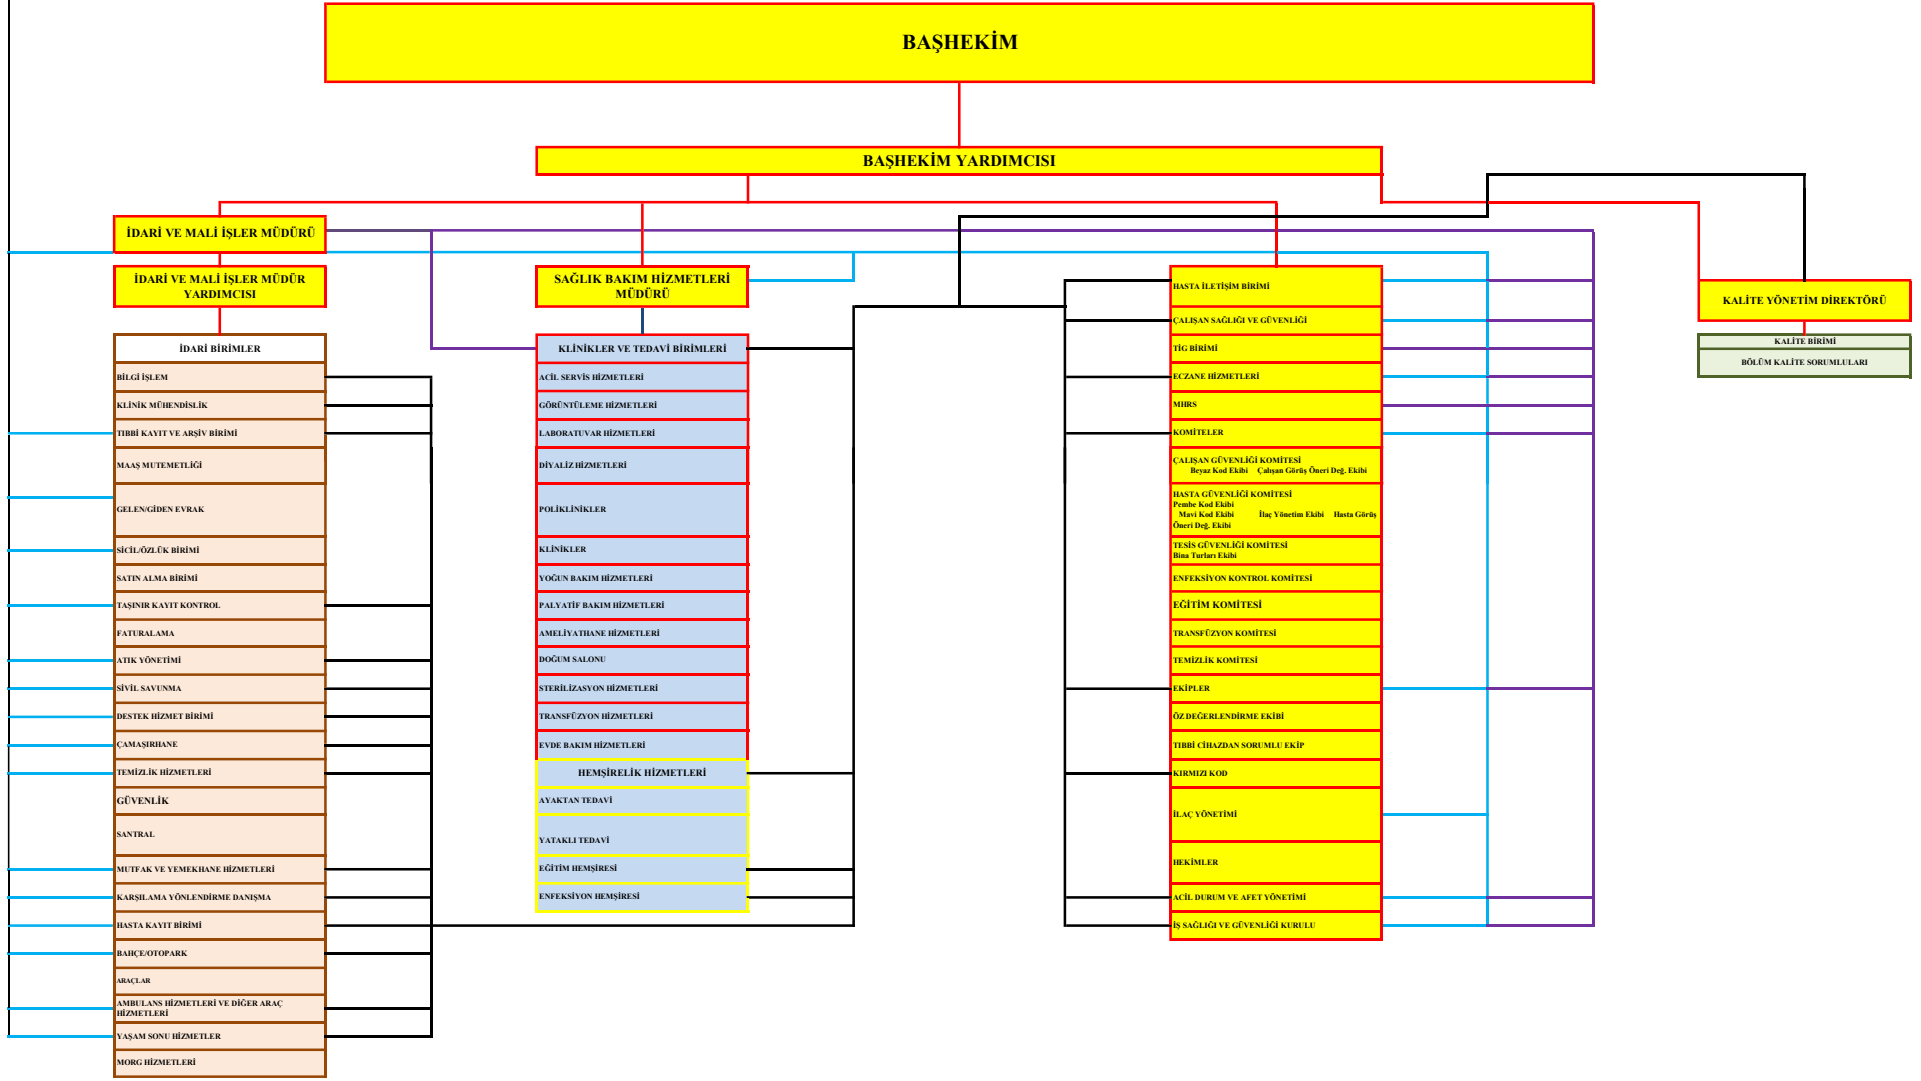 BAŞHEKİM
BAŞHEKİM YARDIMCISI
İDARİ VE MALİ İŞLER MÜDÜRÜ
İDARİ VE MALİ İŞLER MÜDÜR
YARDIMCISI
İDARİ BİRİMLER
BİLGİ İŞLEM
KLİNİK MÜHENDİSLİK
TIBBİ KAYIT VE ARŞİV BİRİMİ
MAAŞ MUTEMETLİĞİ
GELEN/GİDEN EVRAK
SİCİL/ÖZLÜK BİRİMİ
SATIN ALMA BİRİMİ
TAŞINIR KAYIT KONTROL
FATURALAMA
ATIK YÖNETİMİ
SİVİL SAVUNMA
DESTEK HİZMET BİRİMİ
ÇAMAŞIRHANE
TEMİZLİK HİZMETLERİ
GÜVENLİK
SANTRAL
MUTFAK VE YEMEKHANE HİZMETLERİ
KARŞILAMA YÖNLENDİRME DANIŞMA
HASTA KAYIT BİRİMİ
BAHÇE/OTOPARK
ARAÇLAR
AMBULANS HİZMETLERİ VE DİĞER ARAÇ
HİZMETLERİ
YAŞAM SONU HİZMETLER
MORG HİZMETLERİ
SAĞLIK BAKIM HİZMETLERİ
MÜDÜRÜ
KLİNİKLER VE TEDAVİ BİRİMLERİ
ACİL SERVİS HİZMETLERİ
GÖRÜNTÜLEME HİZMETLERİ
LABORATUVAR HİZMETLERİ
DİYALİZ HİZMETLERİ
POLİKLİNİKLER
KLİNİKLER
YOĞUN BAKIM HİZMETLERİ
PALYATİF BAKIM HİZMETLERİ
AMELİYATHANE HİZMETLERİ
DOĞUM SALONU
STERİLİZASYON HİZMETLERİ
TRANSFÜZYON HİZMETLERİ
EVDE BAKIM HİZMETLERİ
HEMŞİRELİK HİZMETLERİ
AYAKTAN TEDAVİ
YATAKLI TEDAVİ
EĞİTİM HEMŞİRESİ
ENFEKSİYON HEMŞİRESİ
HASTA İLETİŞİM BİRİMİ
ÇALIŞAN SAĞLIĞI VE GÜVENLİĞİ
TİG BİRİMİ
ECZANE HİZMETLERİ
MHRS
KOMİTELER
ÇALIŞAN GÜVENLİĞİ KOMİTESİ
Beyaz Kod Ekibi Çalışan Görüş Öneri Değ. Ekibi
HASTA GÜVENLİĞİ KOMİTESİ
Pembe Kod Ekibi
Mavi Kod Ekibi İlaç Yönetim Ekibi Hasta Görüş
Öneri Değ. Ekibi
TESİS GÜVENLİĞİ KOMİTESİ
Bina Turları Ekibi
ENFEKSİYON KONTROL KOMİTESİ
EĞİTİM KOMİTESİ
TRANSFÜZYON KOMİTESİ
TEMİZLİK KOMİTESİ
EKİPLER
ÖZ DEĞERLENDİRME EKİBİ
TIBBİ CİHAZDAN SORUMLU EKİP
KIRMIZI KOD
İLAÇ YÖNETİMİ
HEKİMLER
ACİL DURUM VE AFET YÖNETİMİ
İŞ SAĞLIĞI VE GÜVENLİĞİ KURULU
KALİTE YÖNETİM DİREKTÖRÜ
KALİTE BİRİMİ
BÖLÜM KALİTE SORUMLULARI